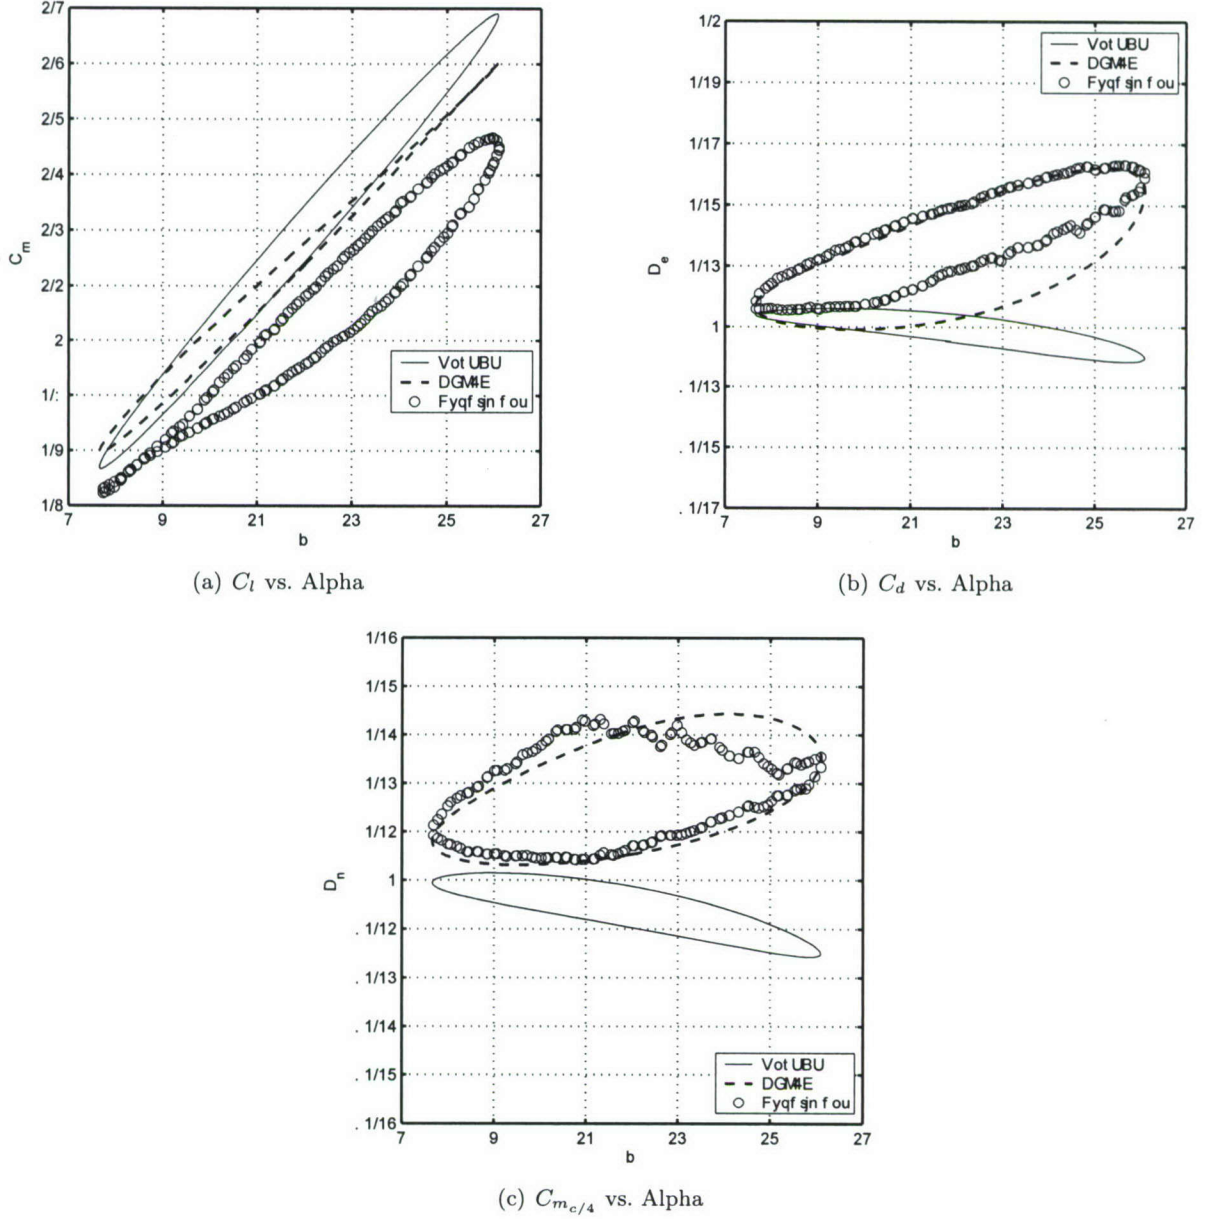 2/7
2/6
2/5
2/4
2/3
2/2
2
1/:
1/9
1/8
C_m
7 9 21 23 25 27
b
Vot UBU
DGM4E
Fyqf sjn f ou
(a) C_l vs. Alpha
1/2
1/19
1/17
1/15
1/13
1
. 1/13
. 1/15
. 1/17
D_e
7 9 21 23 25 27
b
Vot UBU
DGM4E
Fyqf sjn f ou
(b) C_d vs. Alpha
1/16
1/15
1/14
1/13
1/12
1
. 1/12
. 1/13
. 1/14
. 1/15
. 1/16
D_n
7 9 21 23 25 27
b
Vot UBU
DGM4E
Fyqf sjn f ou
(c) C_{m_{c/4}} vs. Alpha